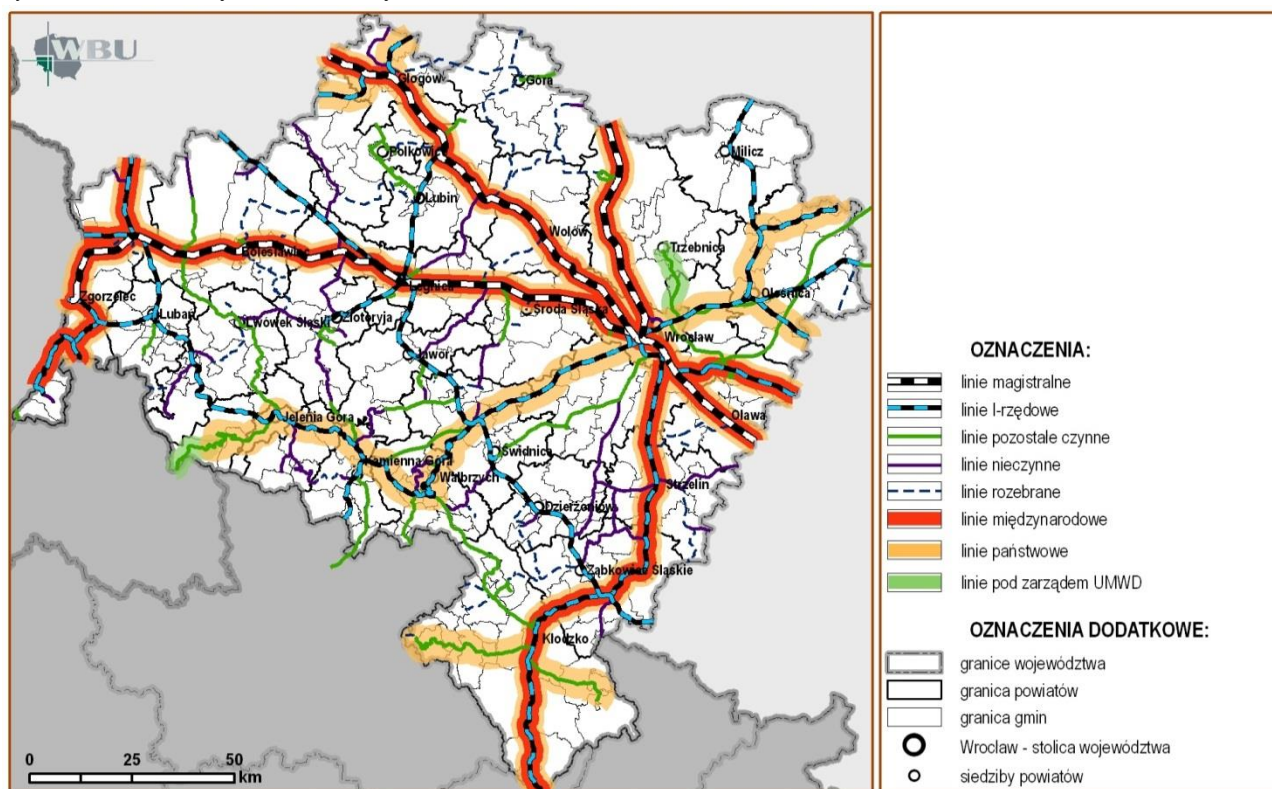 WBU
Głogów
Góra
Milicz
Polkowice
Lubin
Wołów
Trzebnica
Bolesławiec
Legnica
Oleśnica
Zgorzelec
Środa Śląska
Lubań
Lwówek Śląski
Złotoryja
Wrocław
Jawor
Oława
Jelenia Góra
Kamienna Góra
Świdnica
Wałbrzych
Strzelin
Dzierżoniów
Ząbkowice Śląskie
Kłodzko
0 25 50
km
OZNACZENIA:
linie magistralne
linie I-rzędowe
linie pozostałe czynne
linie nieczynne
linie rozebrane
linie międzynarodowe
linie państwowe
linie pod zarządem UMWD
OZNACZENIA DODATKOWE:
granice województwa
granica powiatów
granica gmin
Wrocław - stolica województwa
siedziby powiatów